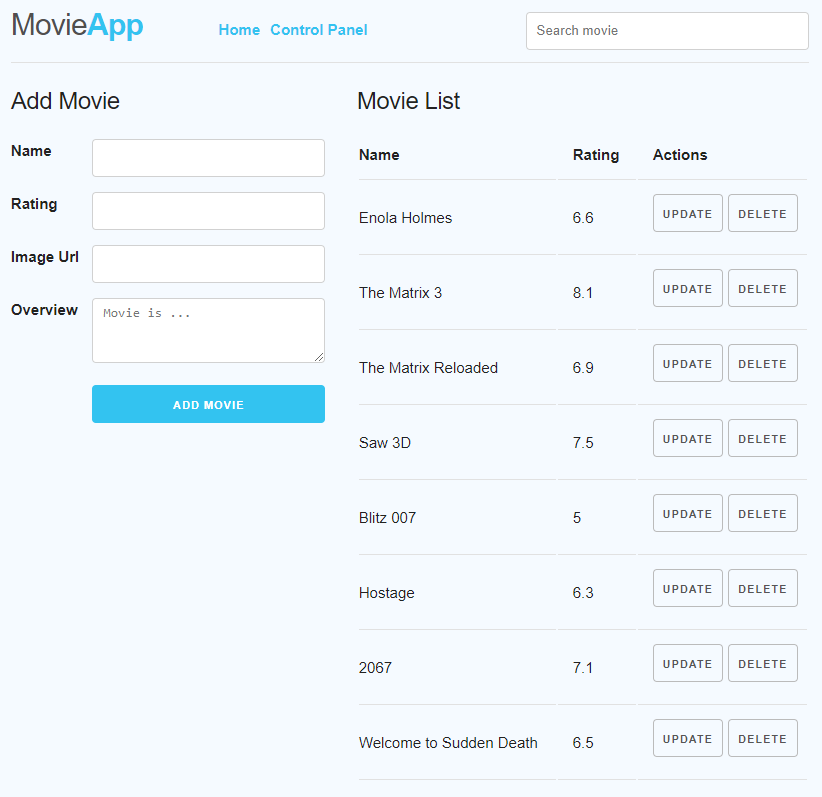 MovieApp Home Control Panel Search movie
Add Movie
Name
Rating
Image Url
Overview Movie is ...
ADD MOVIE
Movie List
Name Rating Actions
Enola Holmes 6.6 UPDATE DELETE
The Matrix 3 8.1 UPDATE DELETE
The Matrix Reloaded 6.9 UPDATE DELETE
Saw 3D 7.5 UPDATE DELETE
Blitz 007 5 UPDATE DELETE
Hostage 6.3 UPDATE DELETE
2067 7.1 UPDATE DELETE
Welcome to Sudden Death 6.5 UPDATE DELETE